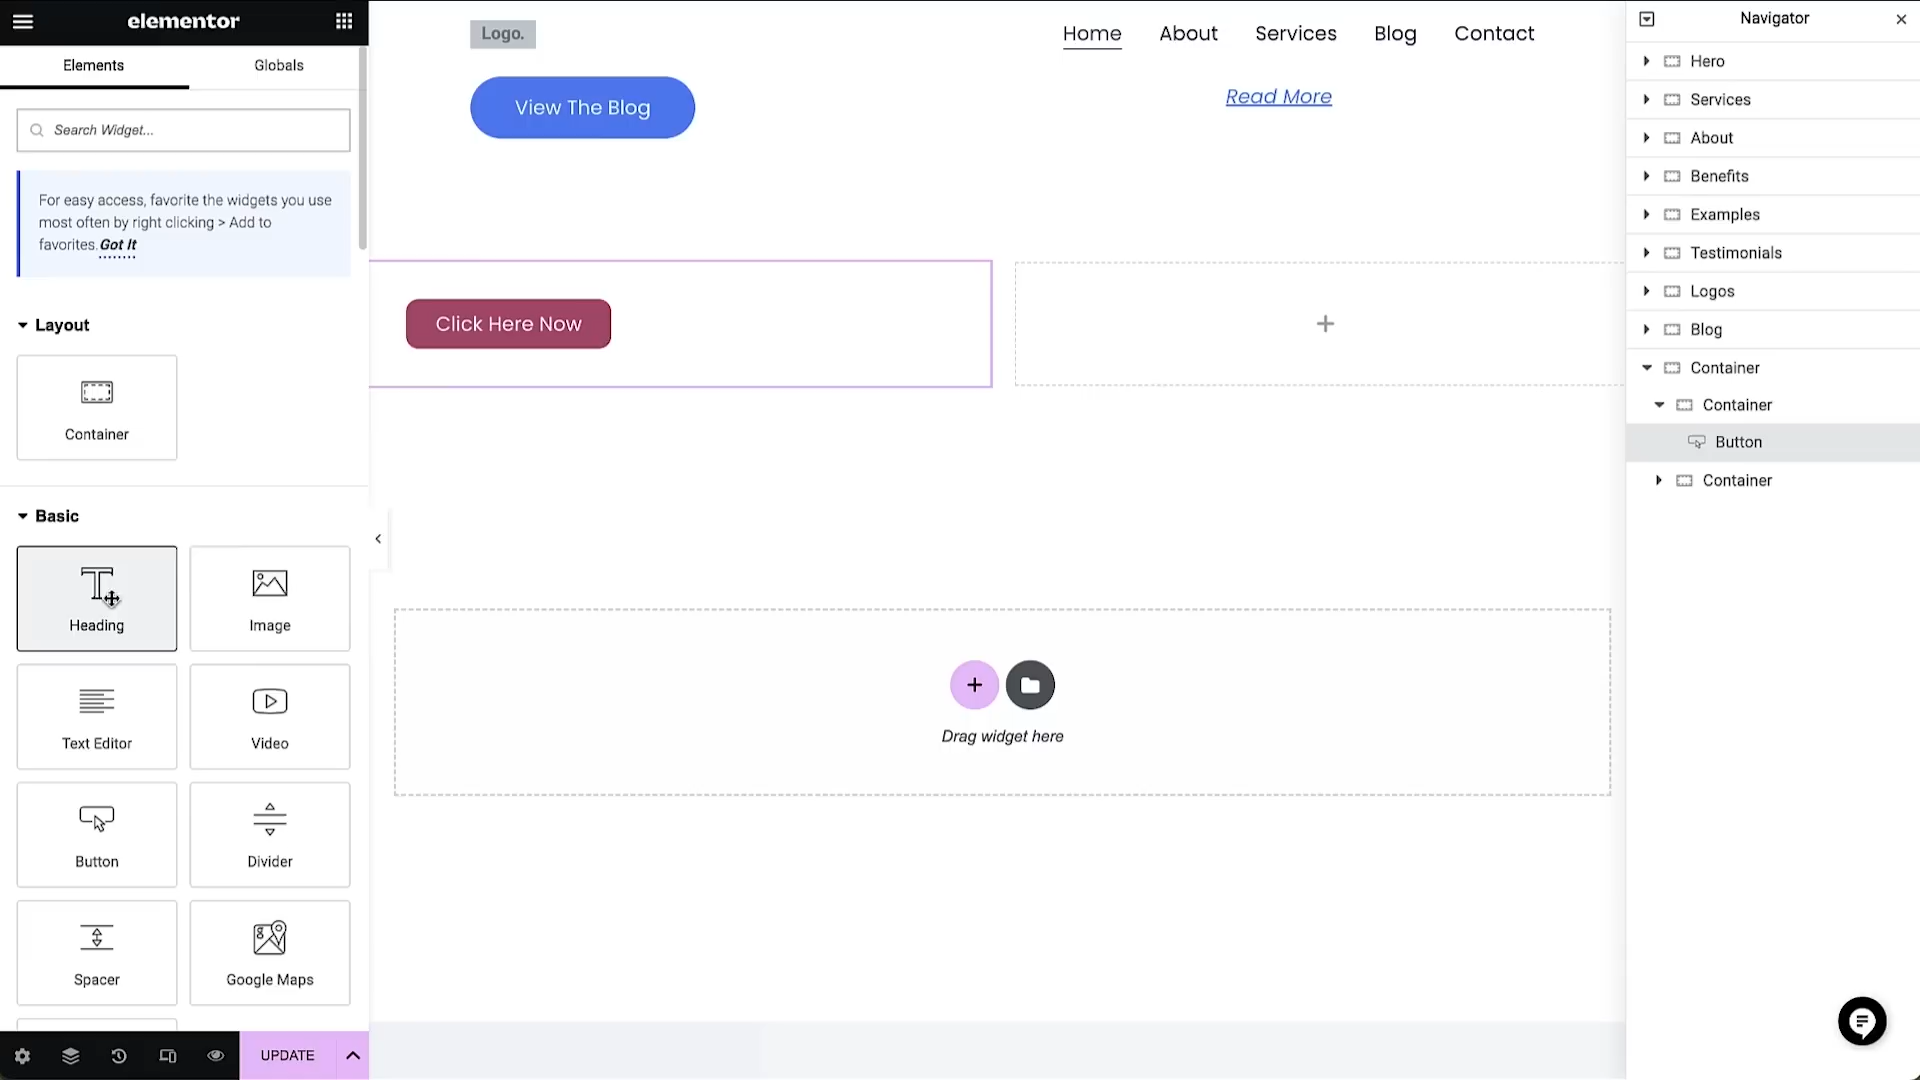 elementor
Elements
Globals
Search Widget...
For easy access, favorite the widgets you use
most often by right clicking > Add to
favorites. Got It
Layout
Container
Basic
Heading
Image
Text Editor
Video
Button
Divider
Spacer
Google Maps
UPDATE
Logo.
Home
About
Services
Blog
Contact
View The Blog
Read More
Click Here Now
Drag widget here
Navigator
Hero
Services
About
Benefits
Examples
Testimonials
Logos
Blog
Container
Container
Button
Container